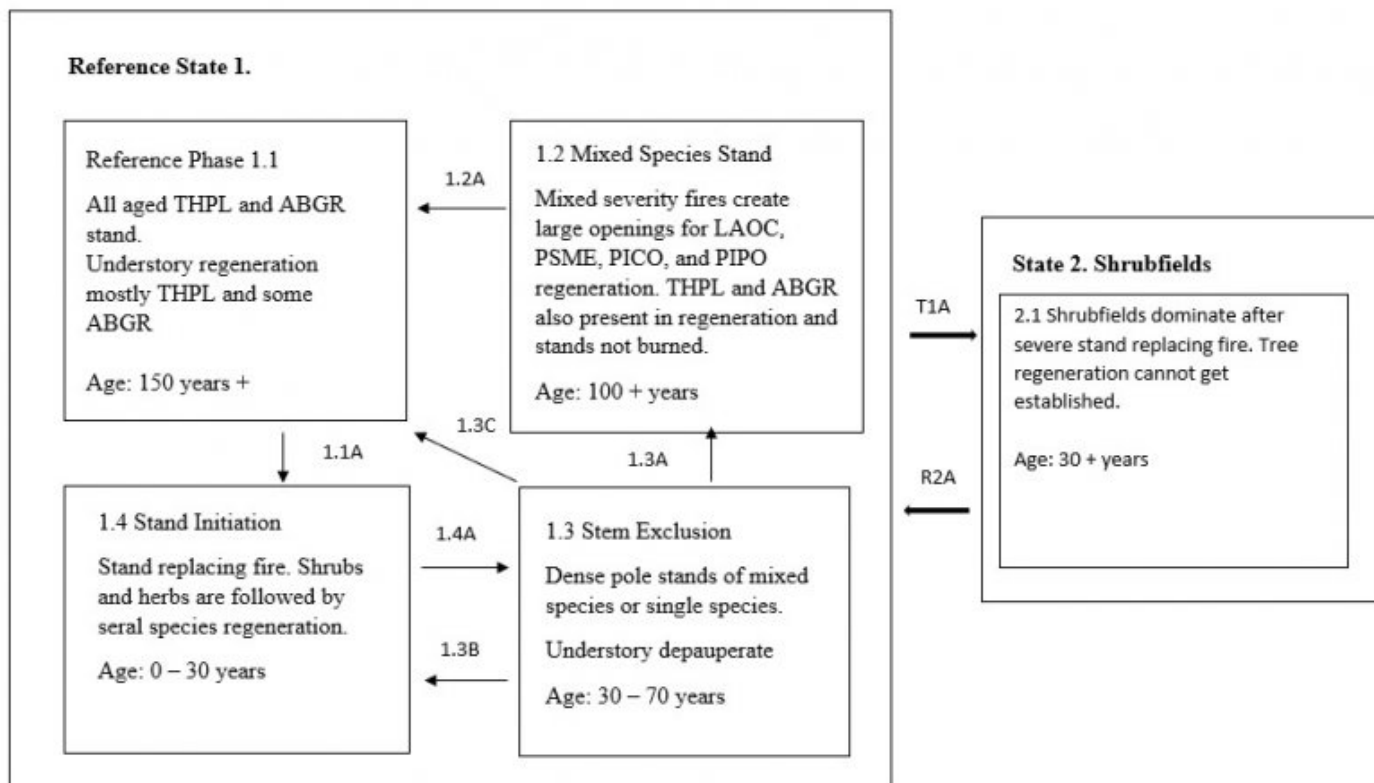 Reference State 1.
Reference Phase 1.1
All aged THPL and ABGR
stand.
Understory regeneration
mostly THPL and some
ABGR
Age: 150 years +
1.2A
1.2 Mixed Species Stand
Mixed severity fires create
large openings for LAOC,
PSME, PICO, and PIPO
regeneration. THPL and ABGR
also present in regeneration and
stands not burned.
Age: 100 + years
1.1A
1.3C
1.3A
1.4 Stand Initiation
Stand replacing fire. Shrubs
and herbs are followed by
seral species regeneration.
Age: 0 – 30 years
1.4A
1.3B
1.3 Stem Exclusion
Dense pole stands of mixed
species or single species.
Understory depauperate
Age: 30 – 70 years
T1A
R2A
State 2. Shrubfields
2.1 Shrubfields dominate after
severe stand replacing fire. Tree
regeneration cannot get
established.
Age: 30 + years